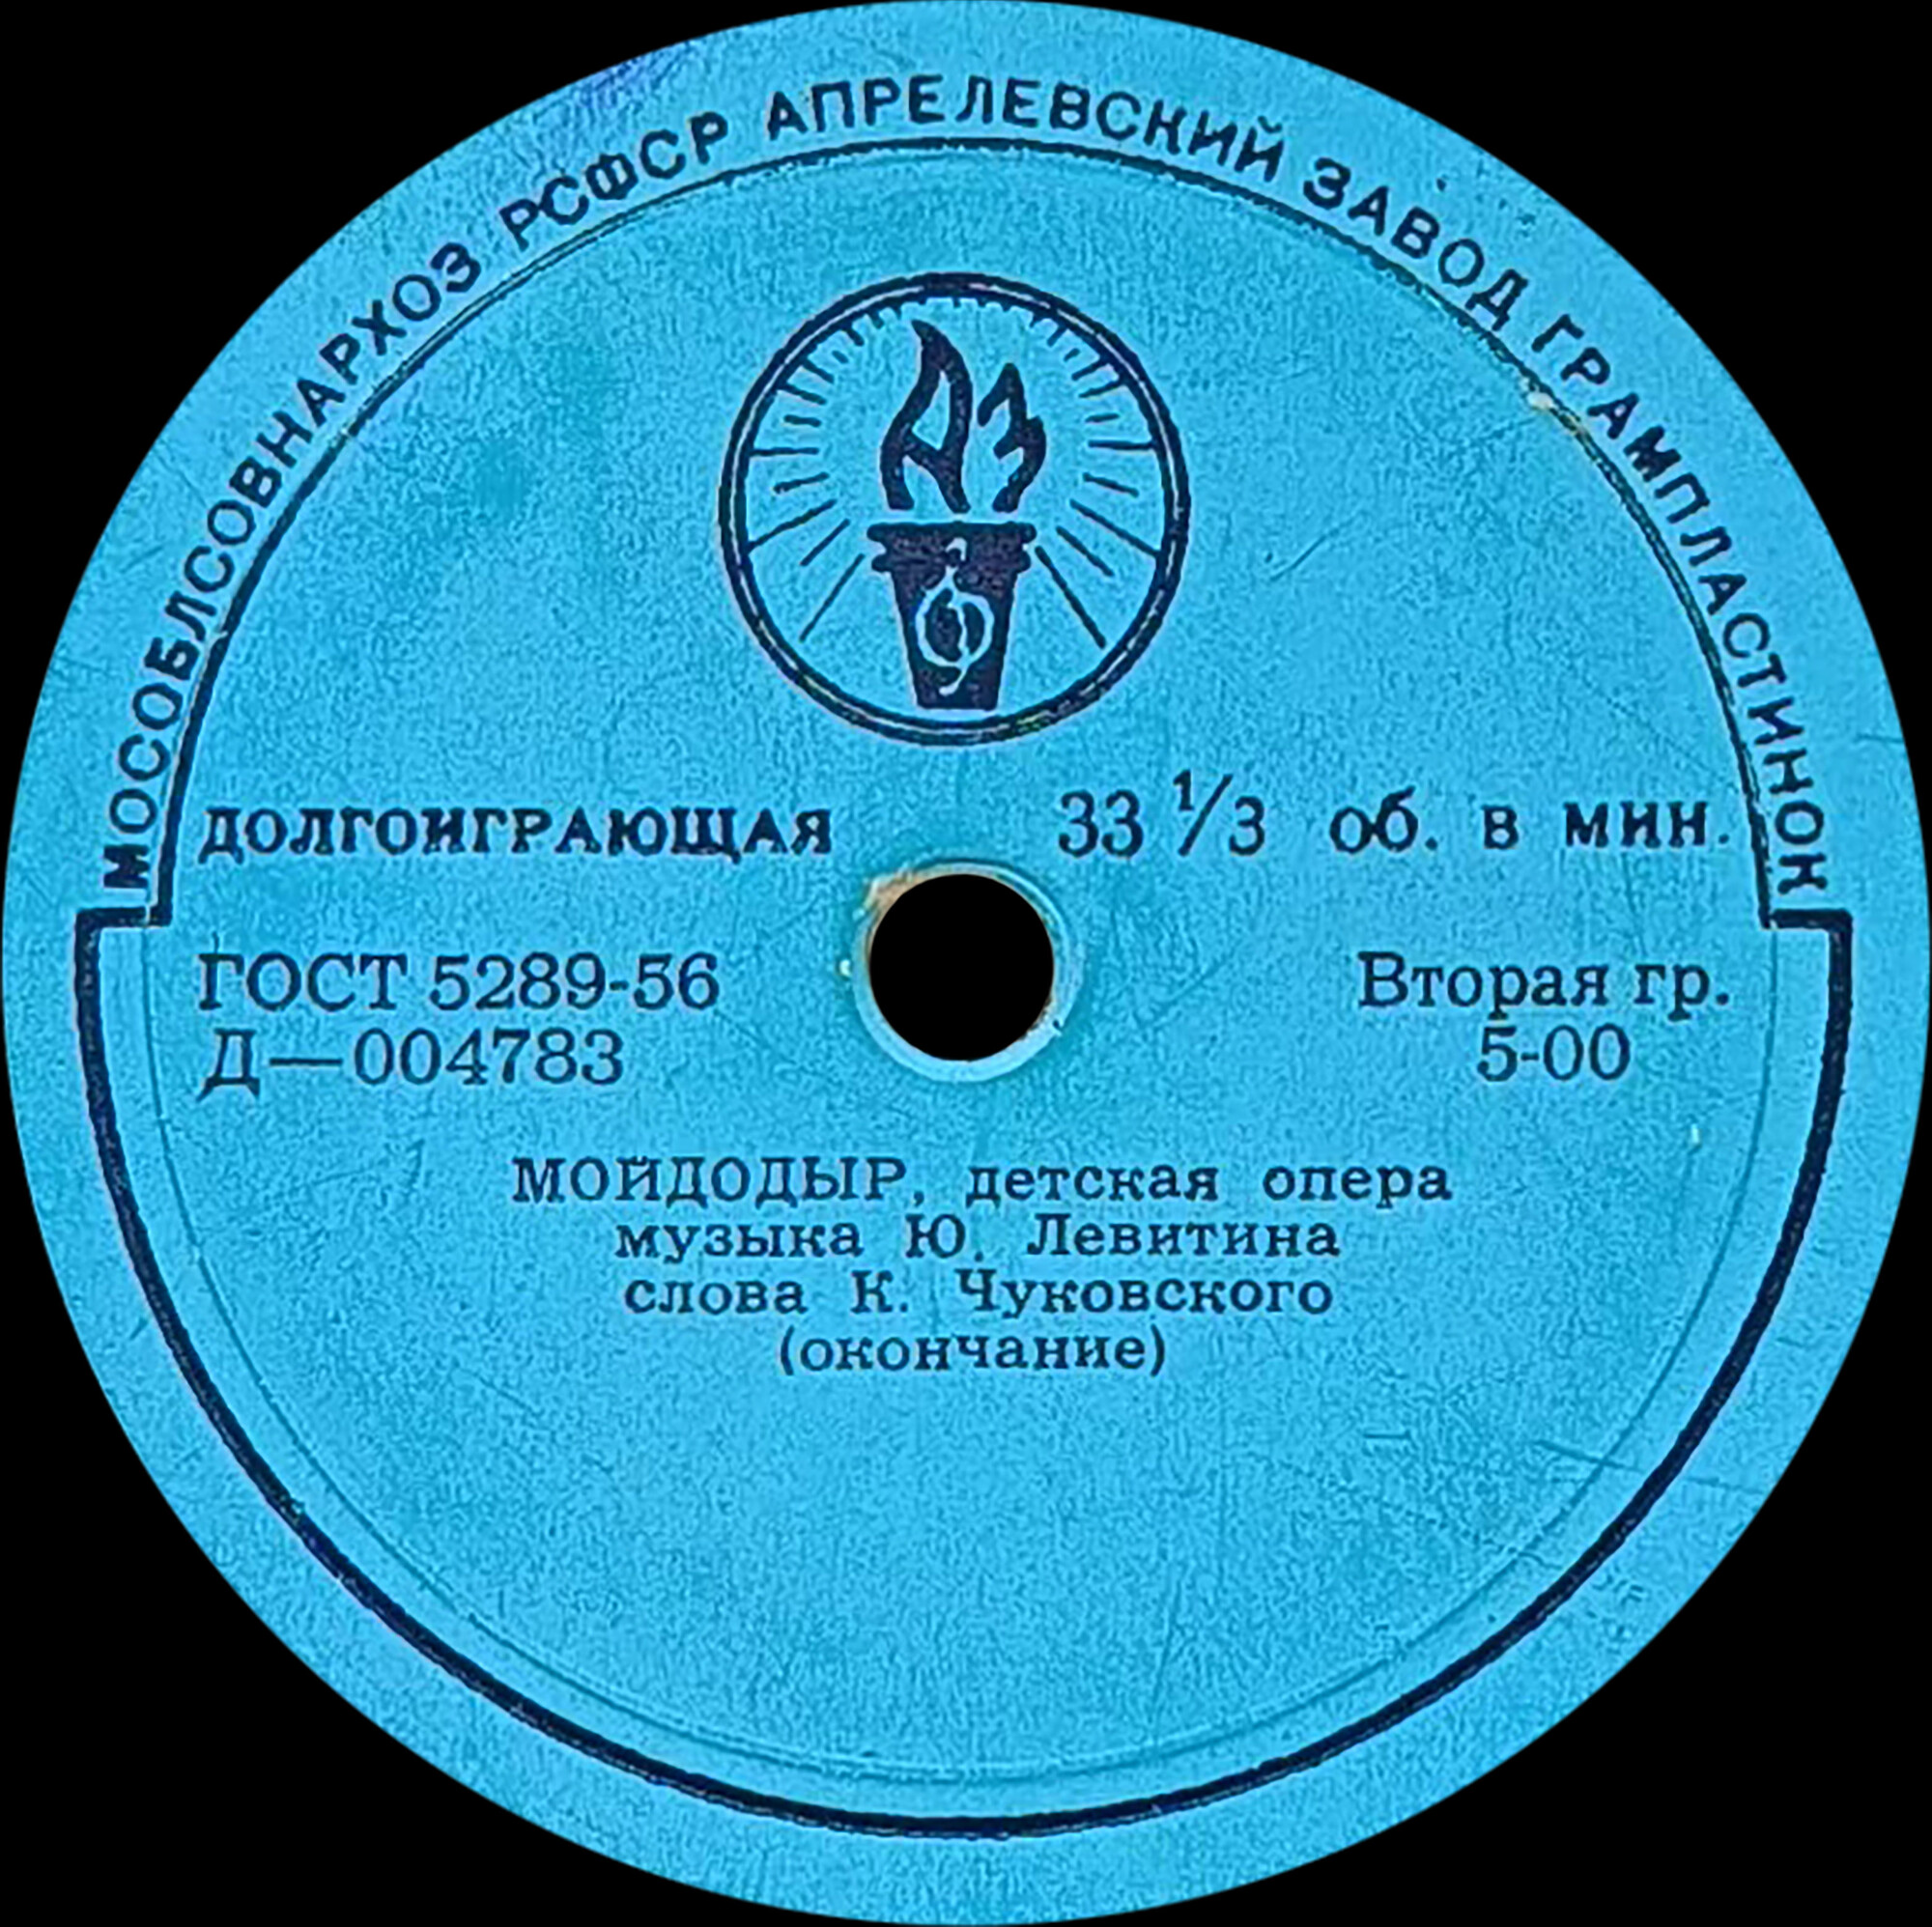 МОСОБЛСОВНАРХОЗ РСФСР АПРЕЛЕВСКИЙ ЗАВОД ГРАМПЛАСТИНОК
АЗ
ДОЛГОИГРАЮЩАЯ 33 1/3 об. в мин.
ГОСТ 5289-56 Вторая гр.
Д—004783 5-00
МОЙДОДЫР, детская опера
музыка Ю. Левитина
слова К. Чуковского
(окончание)